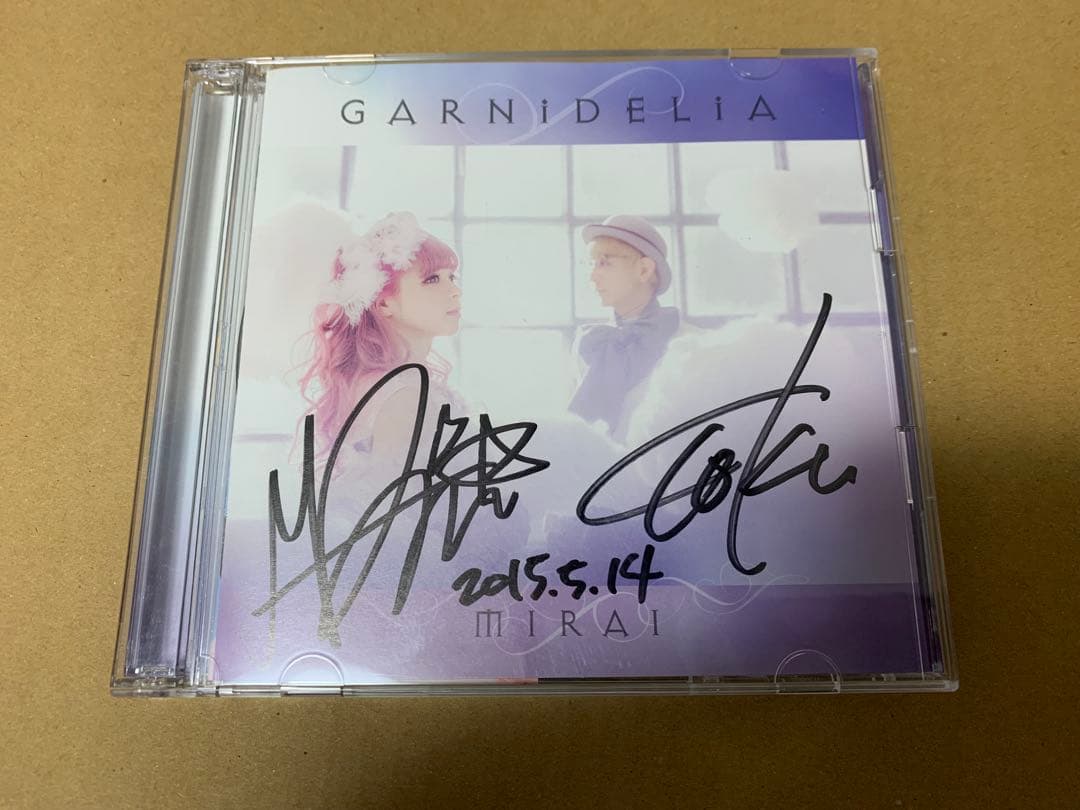 GARNiDELiA
toku
2015.5.14
MIRAI